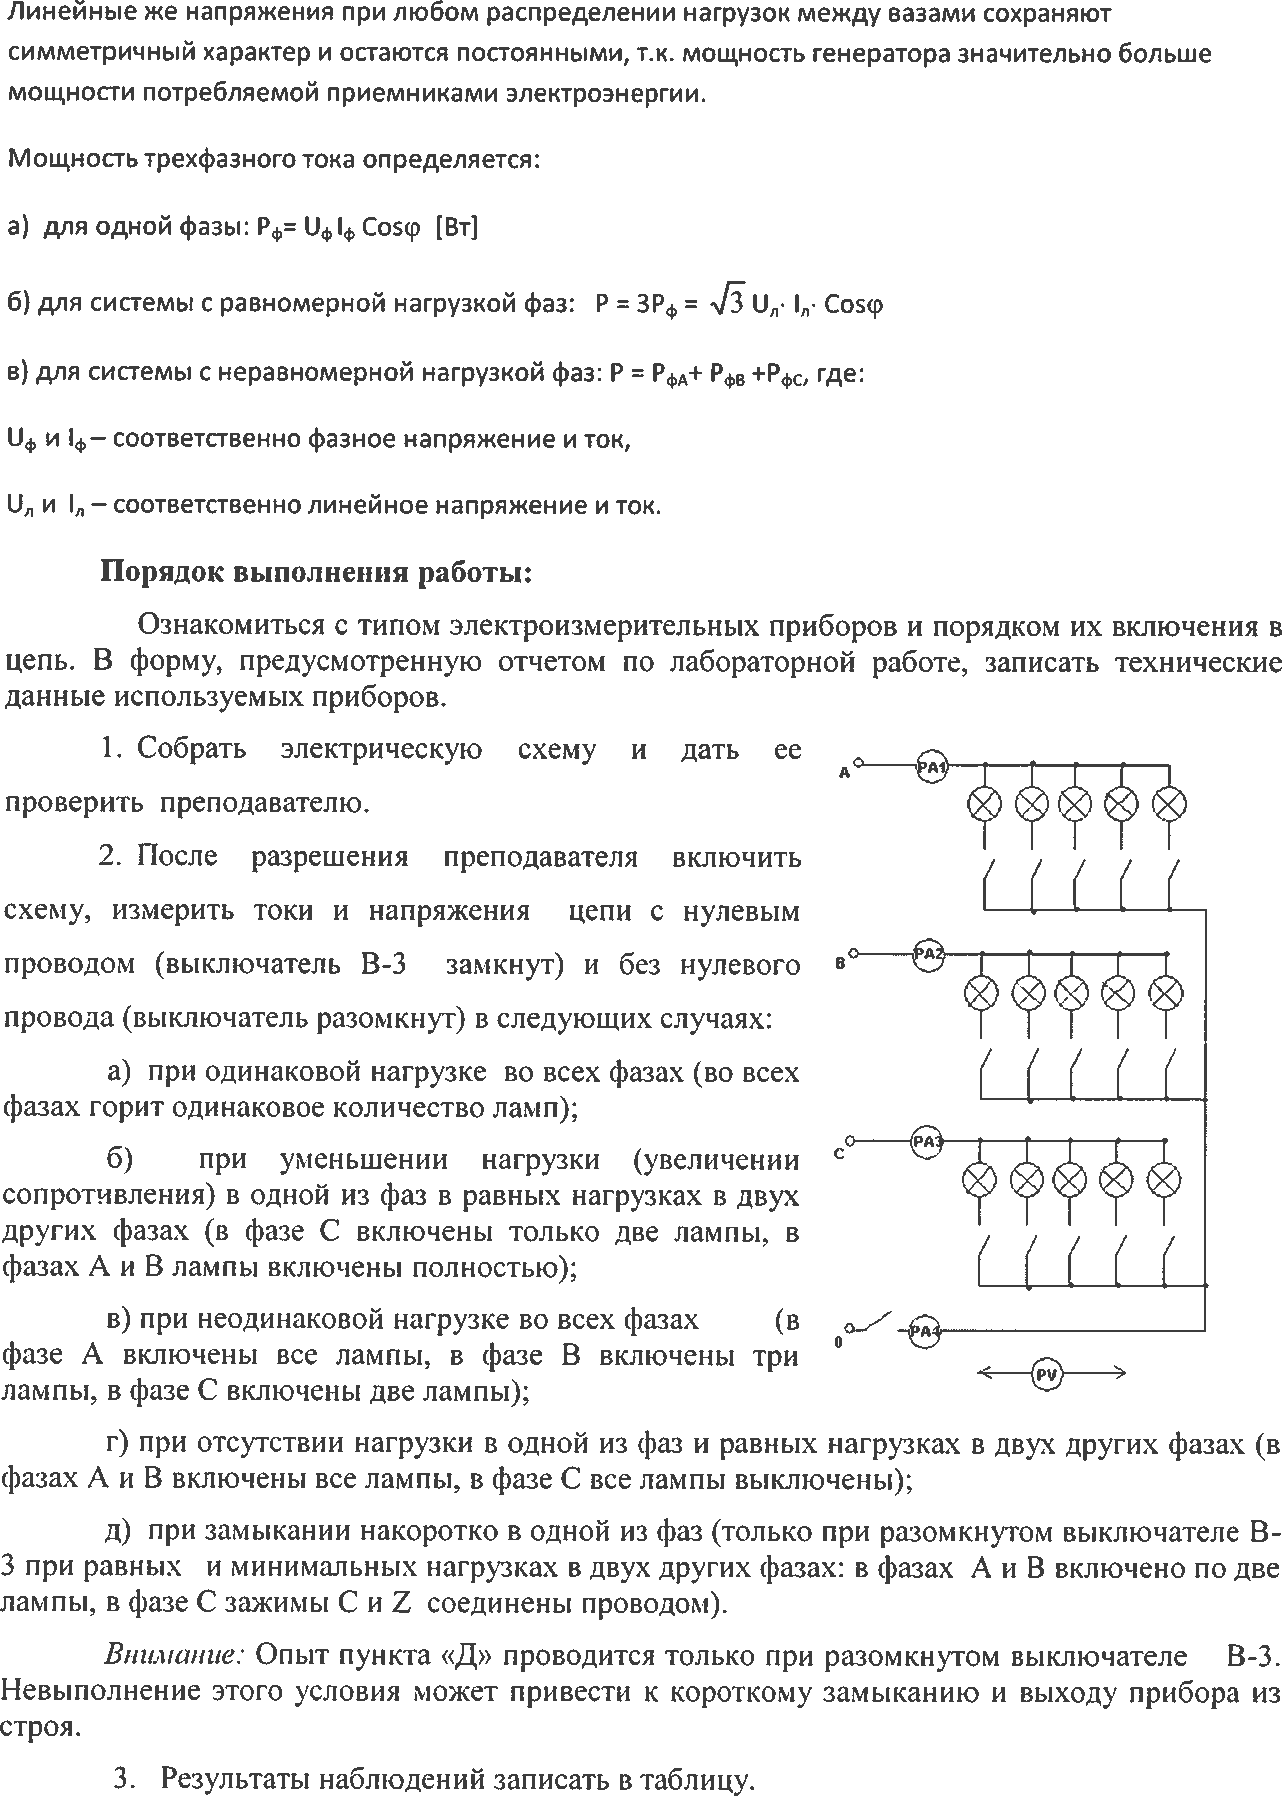 Линейные же напряжения при любом распределении нагрузок между вазами сохраняют
симметричный характер и остаются постоянными, т.к. мощность генератора значительно больше
мощности потребляемой приемниками электроэнергии.
Мощность трехфазного тока определяется:
а)  для одной фазы: Pф= Uф Iф Cosφ  [Вт]
б) для системы с равномерной нагрузкой фаз:   P = 3Pф = √3 Uл· Iл· Cosφ
в) для системы с неравномерной нагрузкой фаз: P = PфA+ PфB +PфC, где:
Uф и Iф – соответственно фазное напряжение и ток,
Uл и  Iл – соответственно линейное напряжение и ток.
Порядок выполнения работы:
Ознакомиться с типом электроизмерительных приборов и порядком их включения в
цепь. В форму, предусмотренную отчетом по лабораторной работе, записать технические
данные используемых приборов.
1. Собрать электрическую схему и дать ее
проверить преподавателю.
2. После разрешения преподавателя включить
схему, измерить токи и напряжения цепи с нулевым
проводом (выключатель В-3 замкнут) и без нулевого
провода (выключатель разомкнут) в следующих случаях:
а) при одинаковой нагрузке во всех фазах (во всех
фазах горит одинаковое количество ламп);
б) при уменьшении нагрузки (увеличении
сопротивления) в одной из фаз в равных нагрузках в двух
других фазах (в фазе С включены только две лампы, в
фазах А и В лампы включены полностью);
в) при неодинаковой нагрузке во всех фазах (в
фазе А включены все лампы, в фазе В включены три
лампы, в фазе С включены две лампы);
A PA1
B PA2
C PA3
0 PA4
PV
г) при отсутствии нагрузки в одной из фаз и равных нагрузках в двух других фазах (в
фазах А и В включены все лампы, в фазе С все лампы выключены);
д) при замыкании накоротко в одной из фаз (только при разомкнутом выключателе В-
3 при равных и минимальных нагрузках в двух других фазах: в фазах А и В включено по две
лампы, в фазе С зажимы С и Z соединены проводом).
Внимание: Опыт пункта «Д» проводится только при разомкнутом выключателе В-3.
Невыполнение этого условия может привести к короткому замыканию и выходу прибора из
строя.
3. Результаты наблюдений записать в таблицу.